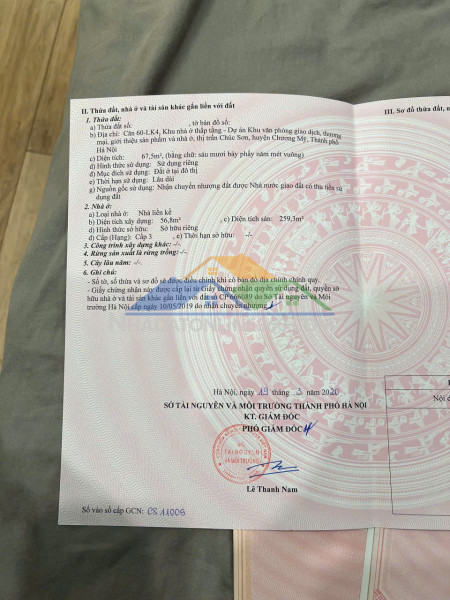 II. Thửa đất, nhà ở và tài sản khác gắn liền với đất
III. Sơ đồ thửa đất, n
1. Thửa đất:
a) Thửa đất số: , tờ bản đồ số:
b) Địa chỉ: Căn 60-LK4, Khu nhà ở thấp tầng - Dự án Khu văn phòng giao dịch, thương
mại, giới thiệu sản phẩm và nhà ở, thị trấn Chúc Sơn, huyện Chương Mỹ, Thành phố
Hà Nội
c) Diện tích: 67,5m², (bằng chữ: sáu mươi bảy phẩy năm mét vuông)
d) Hình thức sử dụng: Sử dụng riêng
đ) Mục đích sử dụng: Đất ở tại đô thị
e) Thời hạn sử dụng: Lâu dài
g) Nguồn gốc sử dụng: Nhận chuyển nhượng đất được Nhà nước giao đất có thu tiền sử
dụng đất
2. Nhà ở:
a) Loại nhà ở: Nhà liền kề
b) Diện tích xây dựng: 56,8m² , c) Diện tích sàn: 259,3m²
d) Hình thức sở hữu: Sở hữu riêng
đ) Cấp (Hạng): Cấp 3 , e) Thời hạn sở hữu: -/-
3. Công trình xây dựng khác: -/-
4. Rừng sản xuất là rừng trồng: -/-
5. Cây lâu năm: -/-
6. Ghi chú:
- Số tờ, số thửa và sơ đồ sẽ được điều chỉnh khi có bản đồ địa chính chính quy.
- Giấy chứng nhận này được cấp lại từ Giấy chứng nhận quyền sử dụng đất, quyền sở
hữu nhà ở và tài sản khác gắn liền với đất số do Sở Tài nguyên và Môi
trường Hà Nội cấp ngày 10/05/2019 do nhận chuyển nhượng
Hà Nội, ngày 19 tháng 3 năm 2020
SỞ TÀI NGUYÊN VÀ MÔI TRƯỜNG THÀNH PHỐ HÀ NỘI
KT. GIÁM ĐỐC
PHÓ GIÁM ĐỐC
SỞ
TÀI NGUYÊN
VÀ MÔI TRƯỜNG
Lê Thanh Nam
Số vào sổ cấp GCN: CS 11006
Nội d